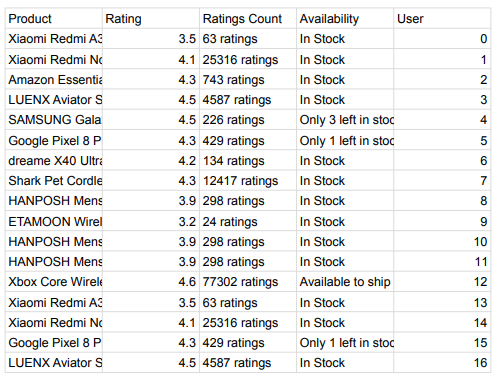 Product Rating Ratings Count Availability User
Xiaomi Redmi A3 3.5 63 ratings In Stock 0
Xiaomi Redmi No 4.1 25316 ratings In Stock 1
Amazon Essentia 4.3 743 ratings In Stock 2
LUENX Aviator S 4.5 4587 ratings In Stock 3
SAMSUNG Gala 4.5 226 ratings Only 3 left in stoc 4
Google Pixel 8 P 4.3 429 ratings Only 1 left in stoc 5
dreame X40 Ultra 4.2 134 ratings In Stock 6
Shark Pet Cordle 4.3 12417 ratings In Stock 7
HANPOSH Mens 3.9 298 ratings In Stock 8
ETAMOON Wirel 3.2 24 ratings In Stock 9
HANPOSH Mens 3.9 298 ratings In Stock 10
HANPOSH Mens 3.9 298 ratings In Stock 11
Xbox Core Wirele 4.6 77302 ratings Available to ship 12
Xiaomi Redmi A3 3.5 63 ratings In Stock 13
Xiaomi Redmi No 4.1 25316 ratings In Stock 14
Google Pixel 8 P 4.3 429 ratings Only 1 left in stoc 15
LUENX Aviator S 4.5 4587 ratings In Stock 16